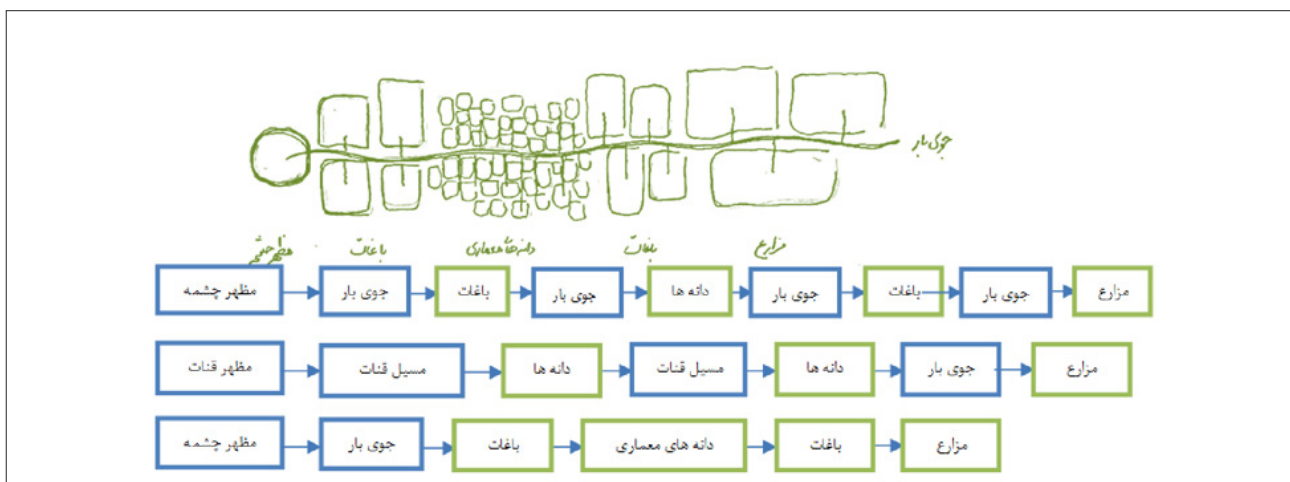 جوی بار
مظهر چشمه باغات دانه های معماری باغات مزارع
مظهر چشمه جوی بار باغات جوی بار دانه ها جوی بار باغات جوی بار مزارع
مظهر قنات مسیل قنات دانه ها مسیل قنات دانه ها جوی بار مزارع
مظهر چشمه جوی بار باغات دانه های معماری باغات مزارع